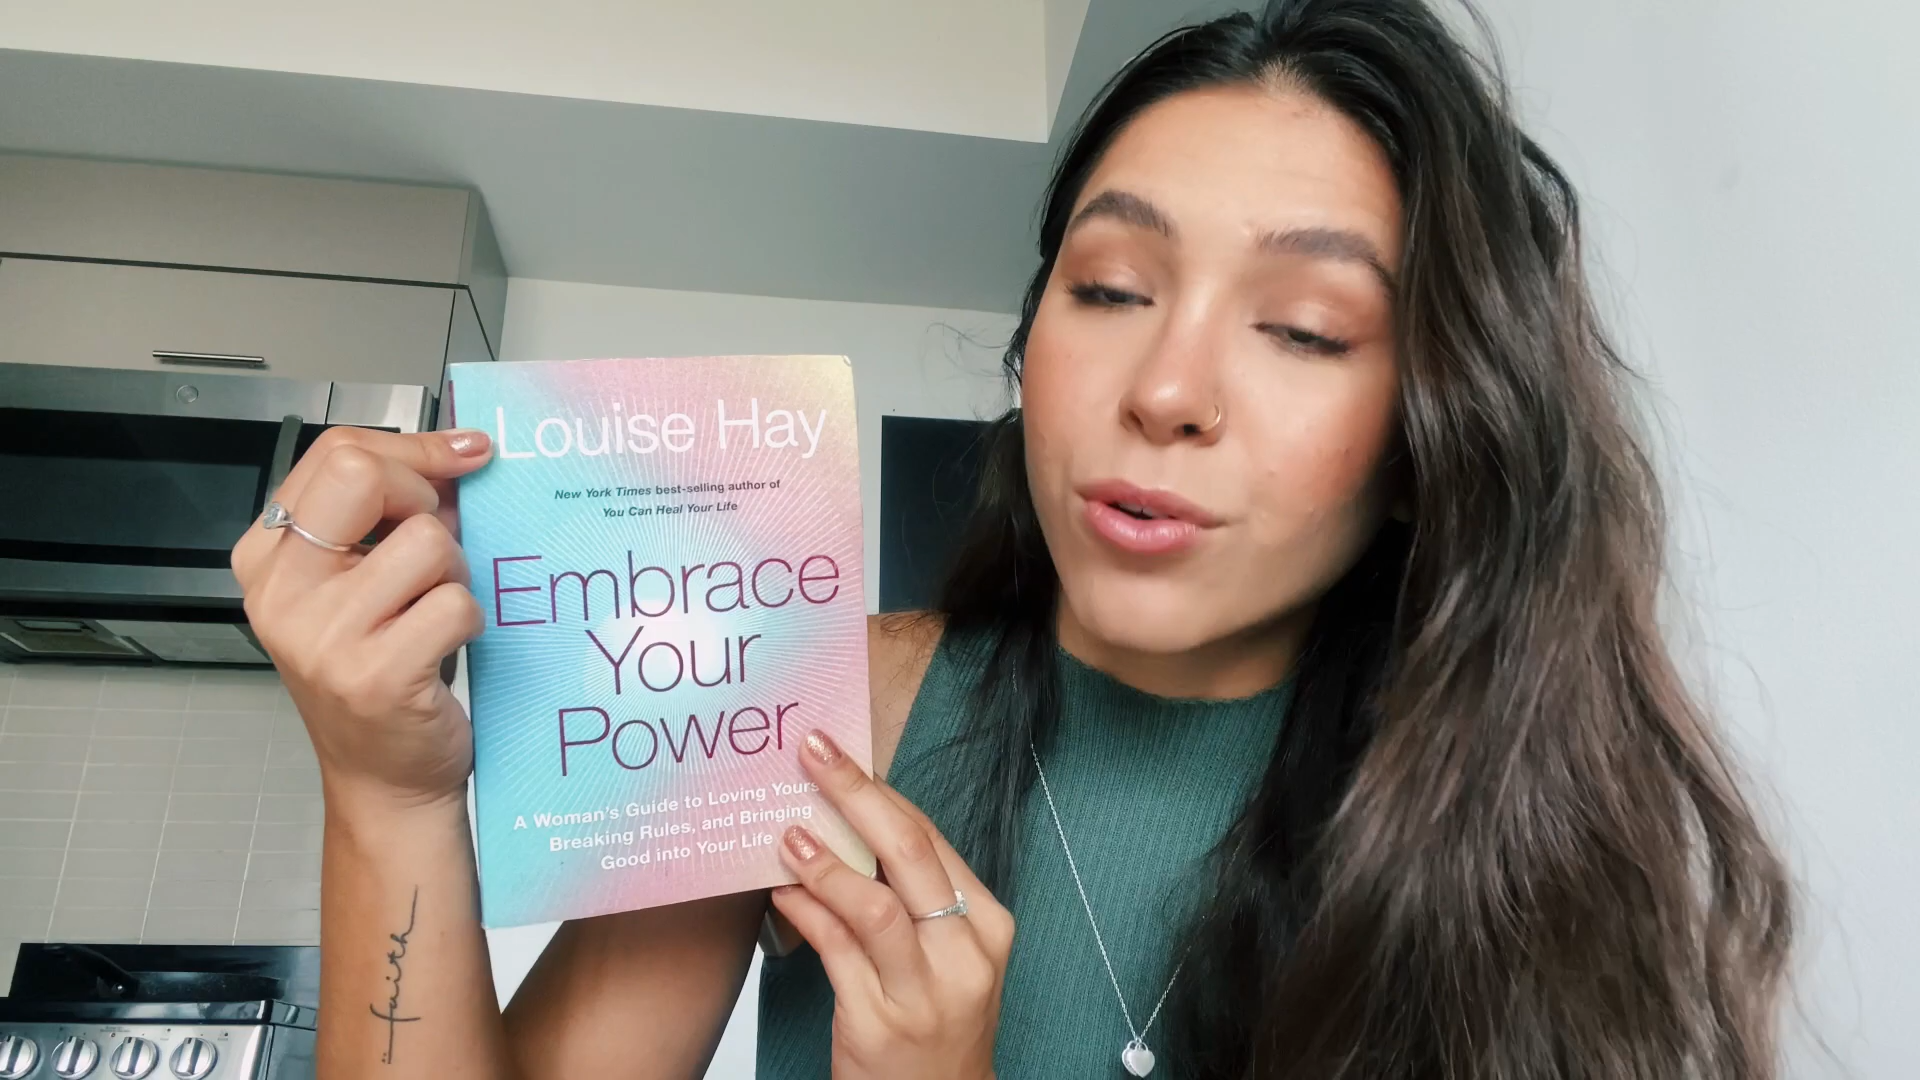 Louise Hay
New York Times best-selling author of
You Can Heal Your Life
Embrace
Your
Power
A Woman's Guide to Loving Yours
Breaking Rules, and Bringing
Good into Your Life
faith